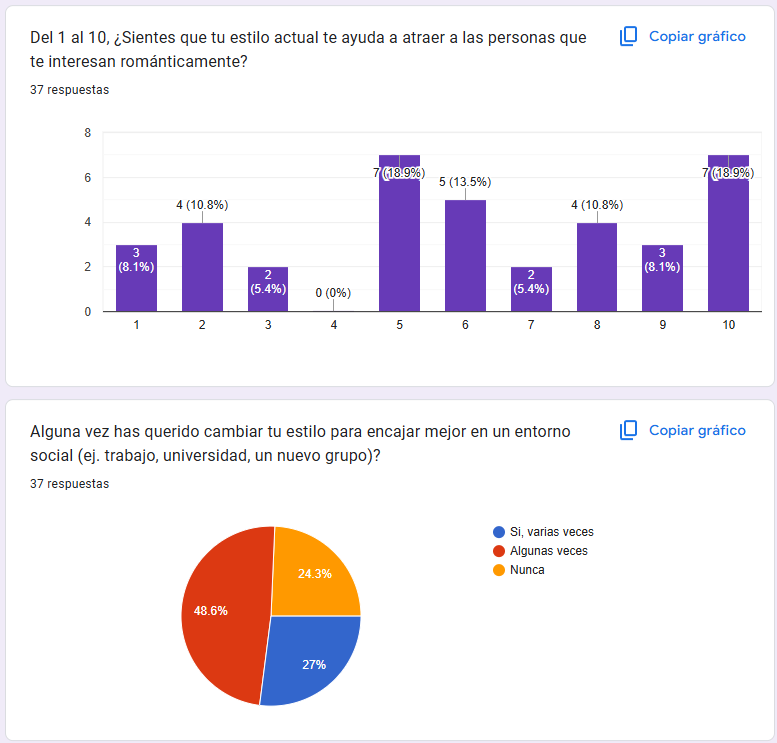 Del 1 al 10, ¿Sientes que tu estilo actual te ayuda a atraer a las personas que
te interesan románticamente?
Copiar gráfico
37 respuestas
8
6
4
2
0
3
(8.1%)
4 (10.8%)
2
(5.4%)
0 (0%)
7 (18.9%)
5 (13.5%)
2
(5.4%)
4 (10.8%)
3
(8.1%)
7 (18.9%)
1
2
3
4
5
6
7
8
9
10
Alguna vez has querido cambiar tu estilo para encajar mejor en un entorno
social (ej. trabajo, universidad, un nuevo grupo)?
Copiar gráfico
37 respuestas
Si, varias veces
Algunas veces
Nunca
24.3%
48.6%
27%